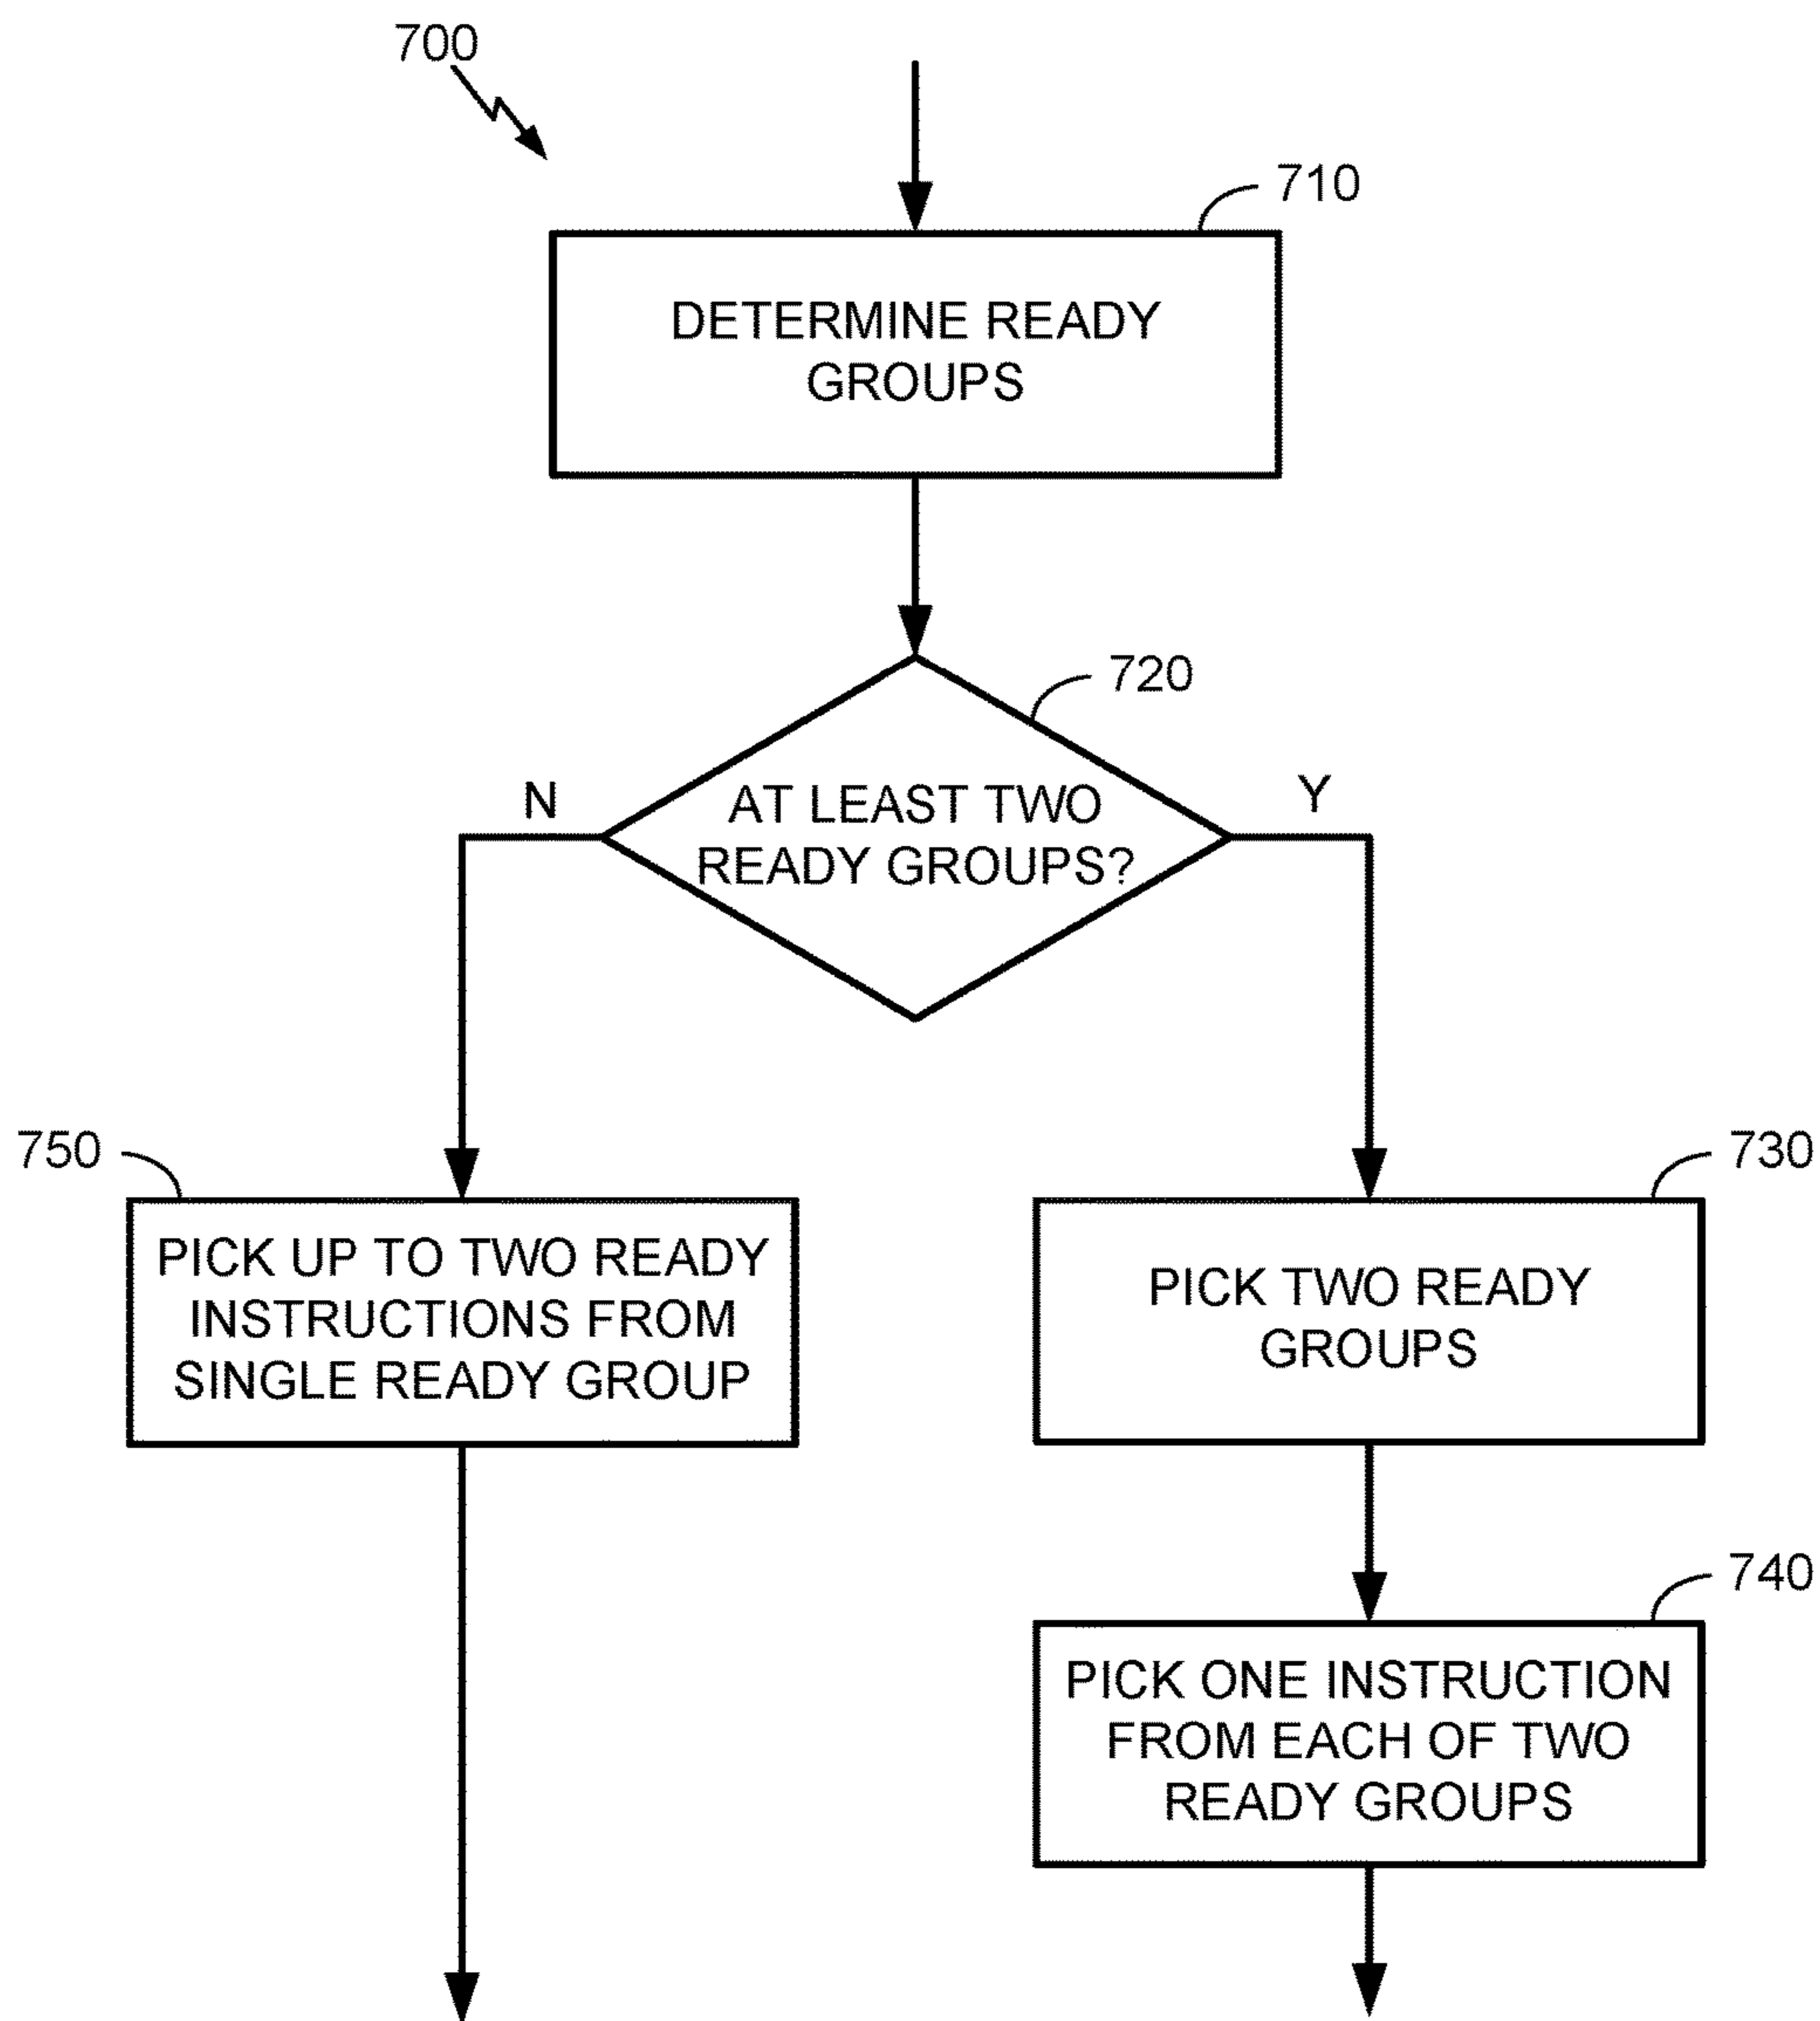 700
710
DETERMINE READY
GROUPS
720
N
AT LEAST TWO
READY GROUPS?
Y
750
PICK UP TO TWO READY
INSTRUCTIONS FROM
SINGLE READY GROUP
730
PICK TWO READY
GROUPS
740
PICK ONE INSTRUCTION
FROM EACH OF TWO
READY GROUPS